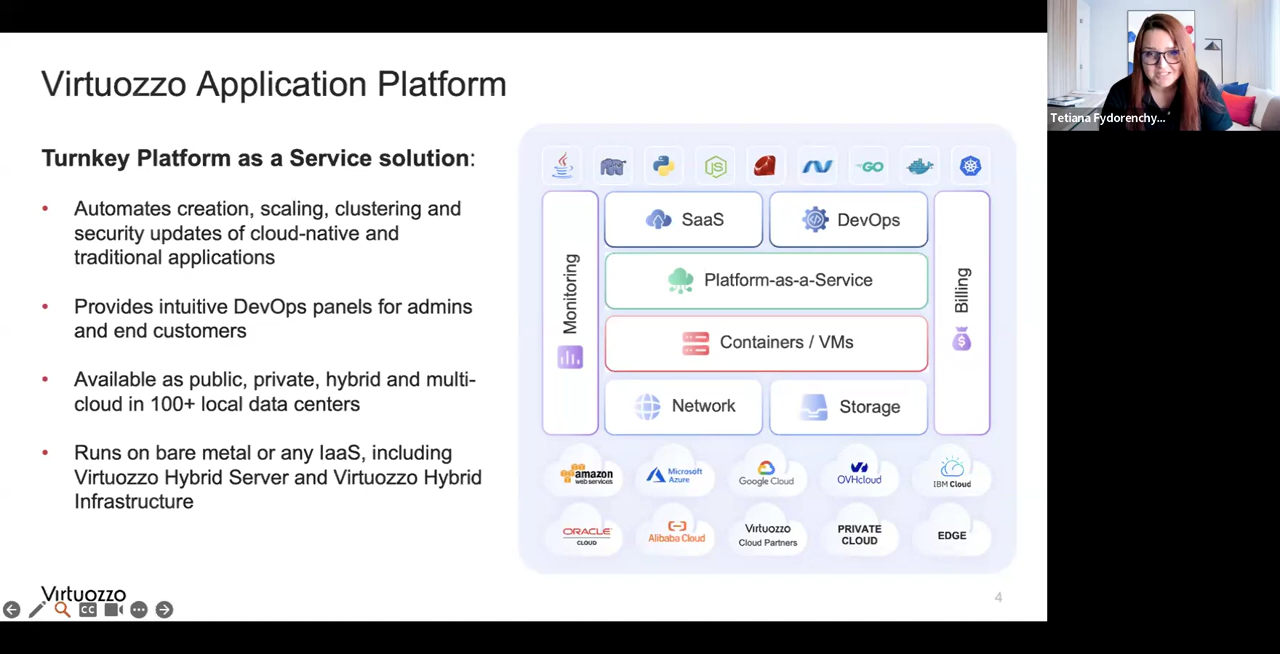 Virtuozzo Application Platform
Turnkey Platform as a Service solution:
• Automates creation, scaling, clustering and
security updates of cloud-native and
traditional applications
• Provides intuitive DevOps panels for admins
and end customers
• Available as public, private, hybrid and multi-
cloud in 100+ local data centers
• Runs on bare metal or any IaaS, including
Virtuozzo Hybrid Server and Virtuozzo Hybrid
Infrastructure
JS
GO
Monitoring
SaaS
DevOps
Platform-as-a-Service
Containers / VMs
Network
Storage
Billing
$
amazon
web services
Microsoft
Azure
Google Cloud
OVHcloud
IBM Cloud
ORACLE
CLOUD
Alibaba Cloud
Virtuozzo
Cloud Partners
PRIVATE
CLOUD
EDGE
Virtuozzo
CC
4
Tetiana Fydorenchy...